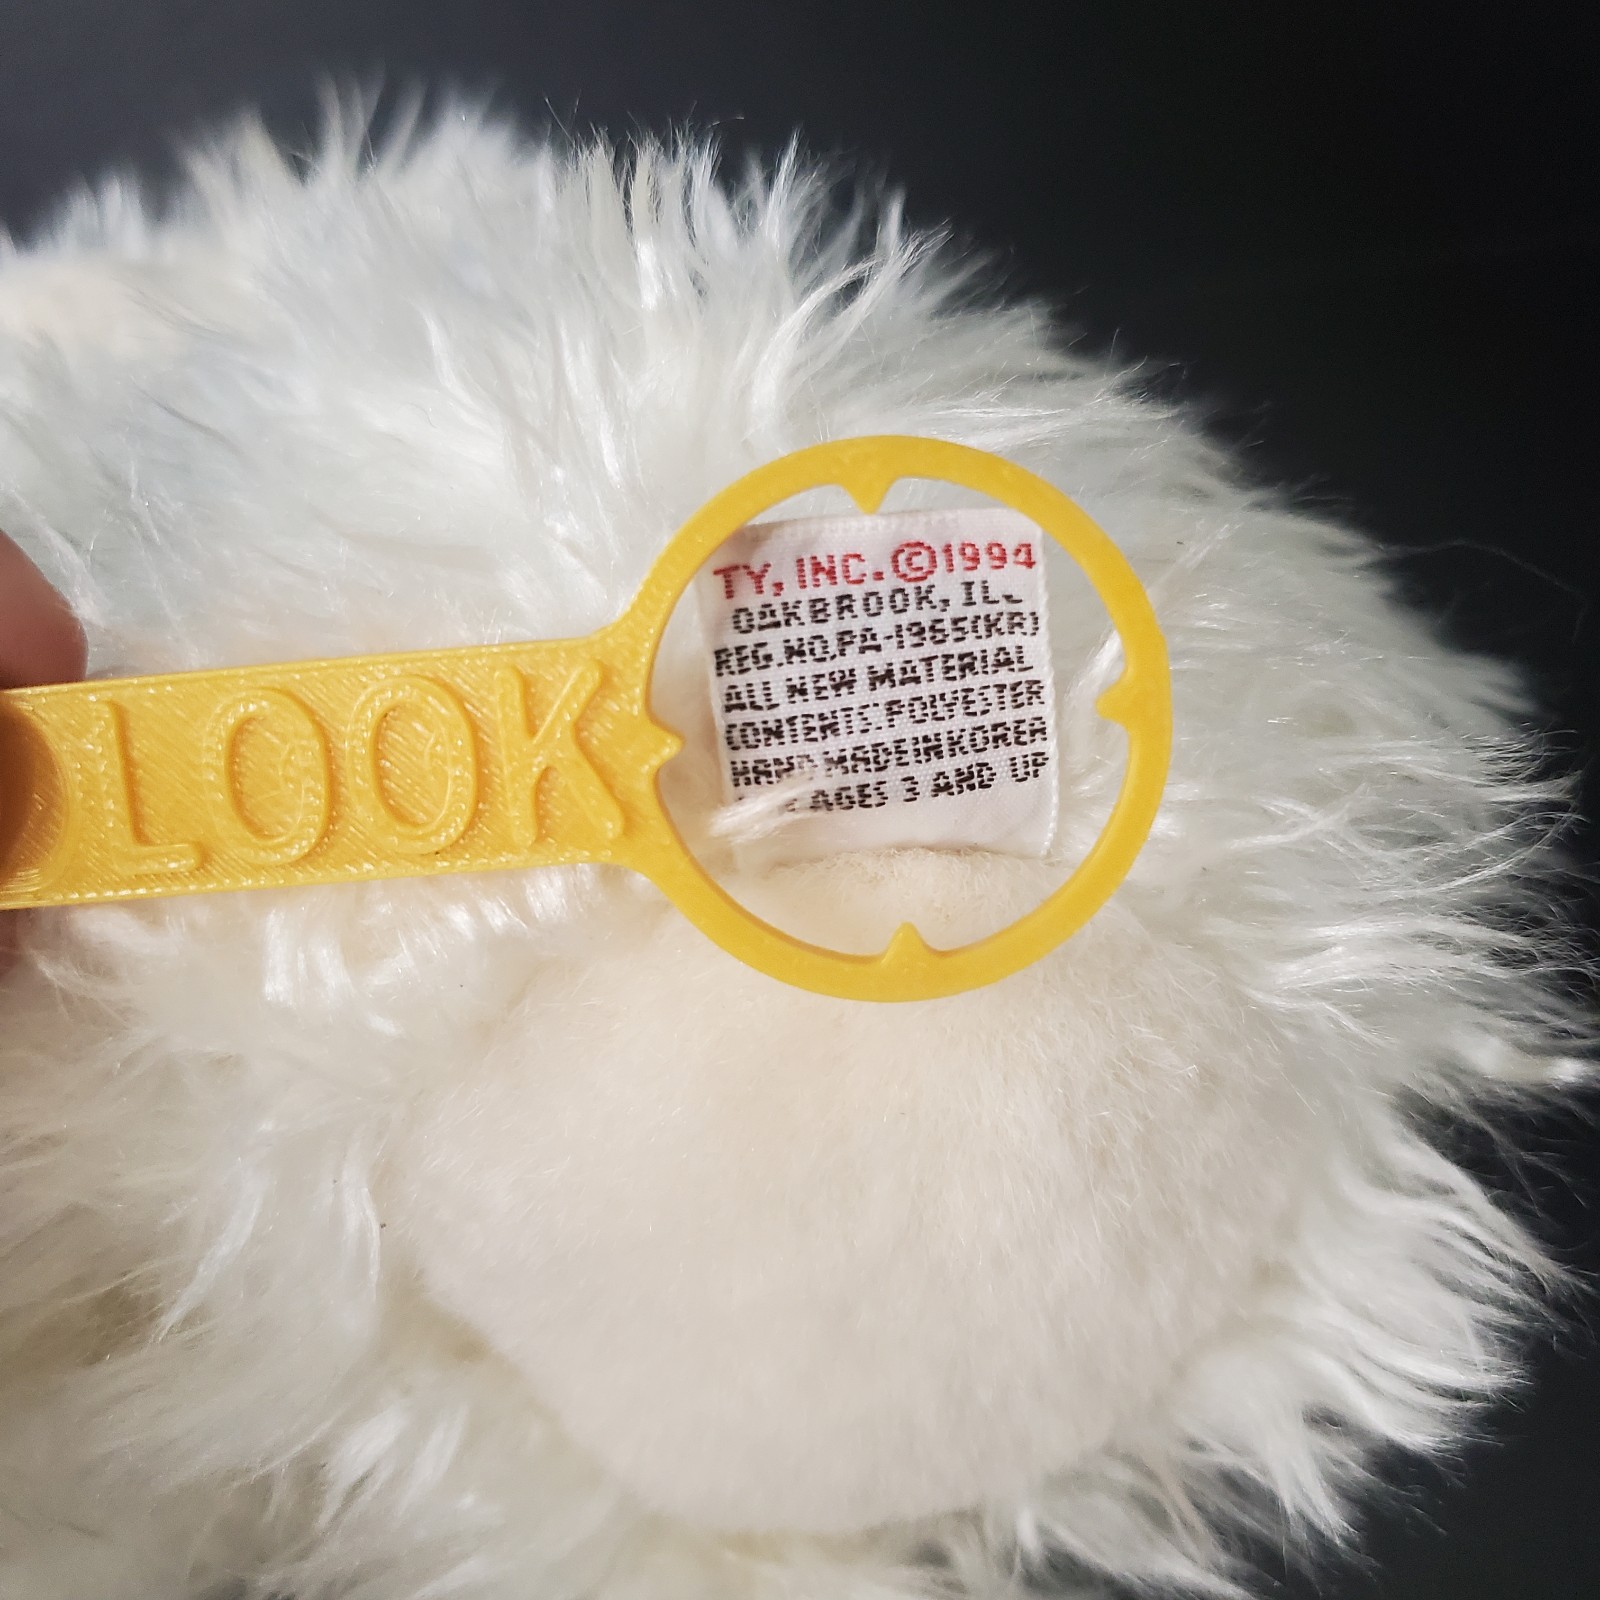 LOOK
TY, INC. ©1994
OAKBROOK, IL
REG.NO.PA-1965(KR)
ALL NEW MATERIAL
CONTENTS:POLYESTER
HAND MADE IN KOREA
AGES 3 AND UP